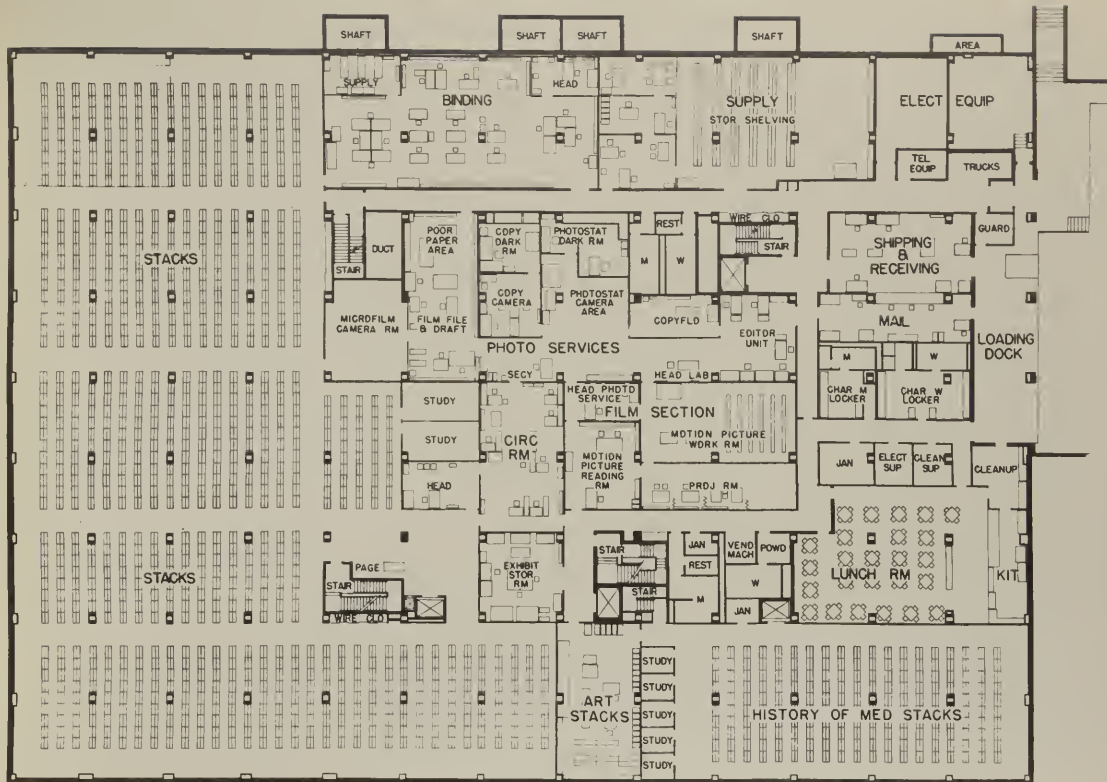 SHAFT
SHAFT
SHAFT
SHAFT
AREA
SUPPLY
BINDING
HEAD
SUPPLY
STOR SHELVING
ELECT EQUIP
TEL
EQUIP
TRUCKS
GUARD
STACKS
STAIR
DUCT
POOR
PAPER
AREA
COPY
DARK
RM
PHOTOSTAT
DARK RM
REST
M
W
WIRE CLO
STAIR
SHIPPING
&
RECEIVING
MICROFILM
CAMERA RM
FILM FILE
& DRAFT
COPY
CAMERA
PHOTOSTAT
CAMERA
AREA
COPYFLO
EDITOR
UNIT
MAIL
LOADING
DOCK
PHOTO SERVICES
SECY
HEAD LAB
M
W
CHAR M
LOCKER
CHAR W
LOCKER
STUDY
STUDY
HEAD
CIRC
RM
HEAD PHOTO
SERVICE
FILM SECTION
MOTION PICTURE
WORK RM
MOTION
PICTURE
READING
RM
PROJ RM
JAN
ELECT
SUP
CLEAN
SUP
CLEANUP
STACKS
PAGE
STAIR
WIRE CLO
EXHIBIT
STOR
RM
STAIR
STAIR
JAN
REST
M
VEND
MACH
POWD
W
JAN
LUNCH RM
KIT
ART
STACKS
STUDY
STUDY
STUDY
STUDY
STUDY
HISTORY OF MED STACKS